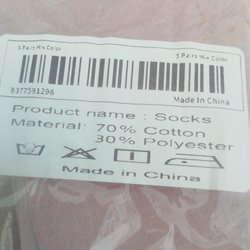 5 Pairs Mix Color
5 Pairs Mix Color
8377591298
Made In China
Product name : Socks
Material: 70% Cotton
30% Polyester
Made in China